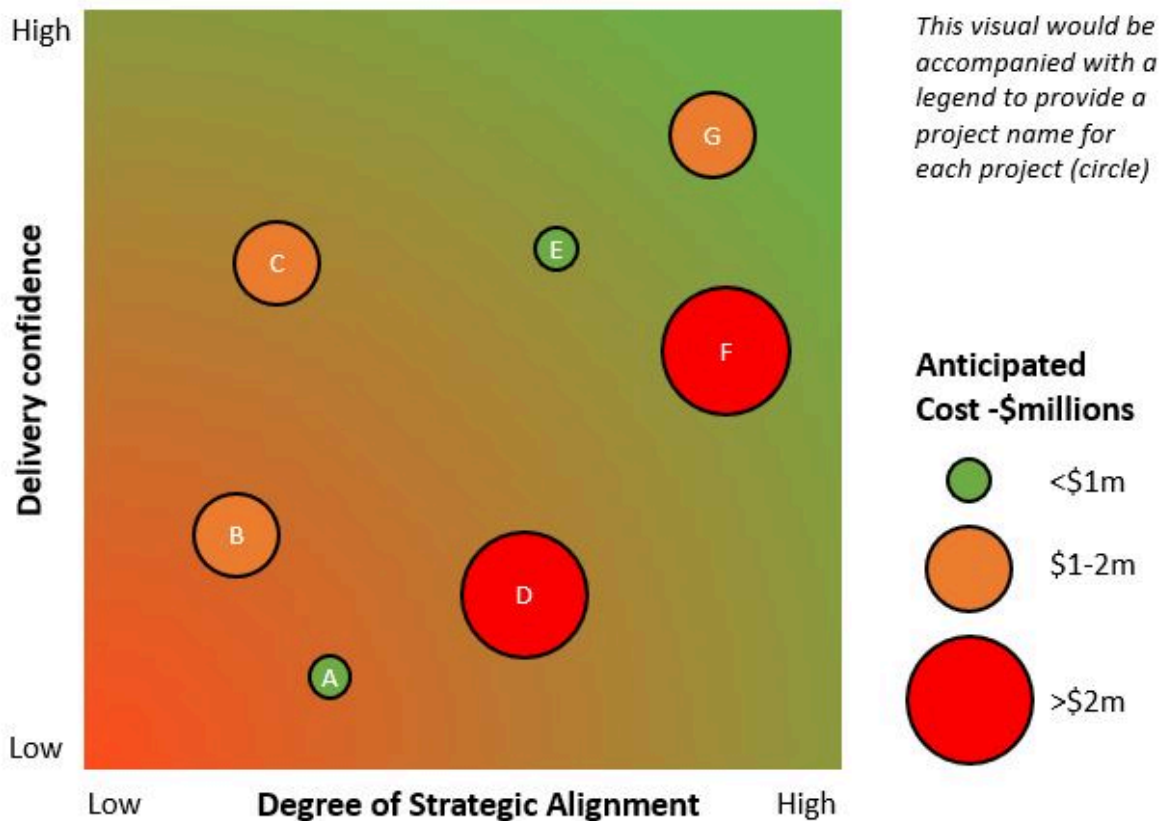 High
This visual would be
accompanied with a
legend to provide a
project name for
each project (circle)
G
E
C
F
Delivery confidence
Anticipated
Cost -$millions
<$1m
$1-2m
>$2m
B
D
A
Low
Low
Degree of Strategic Alignment
High